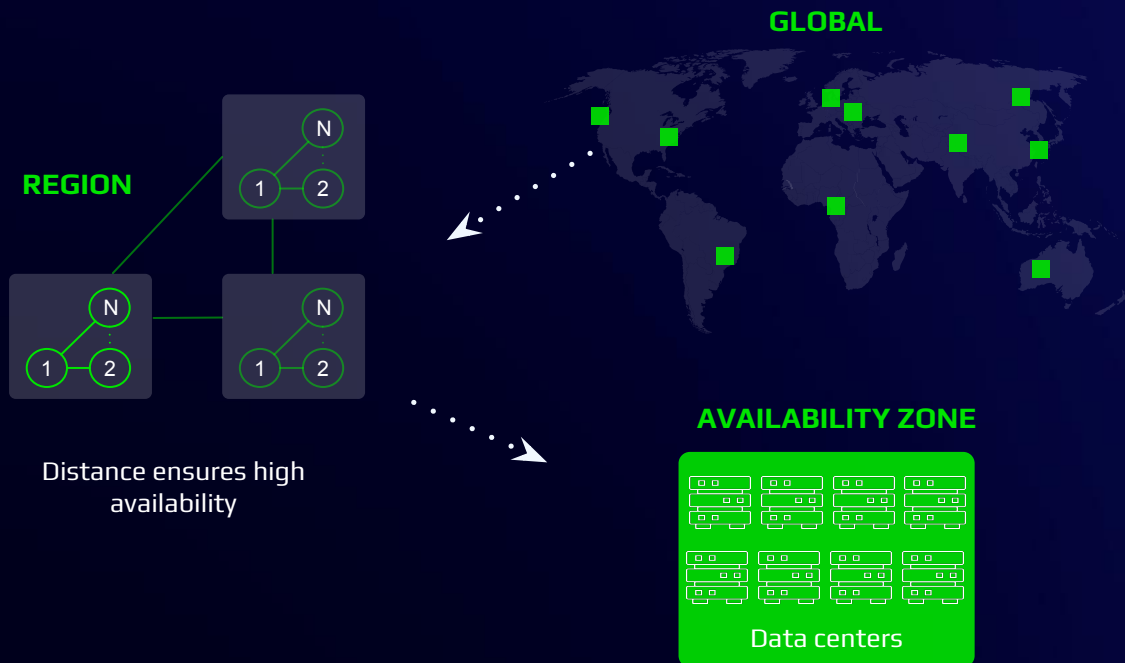 GLOBAL
REGION
N
1
2
N
1
2
N
1
2
Distance ensures high
availability
AVAILABILITY ZONE
Data centers